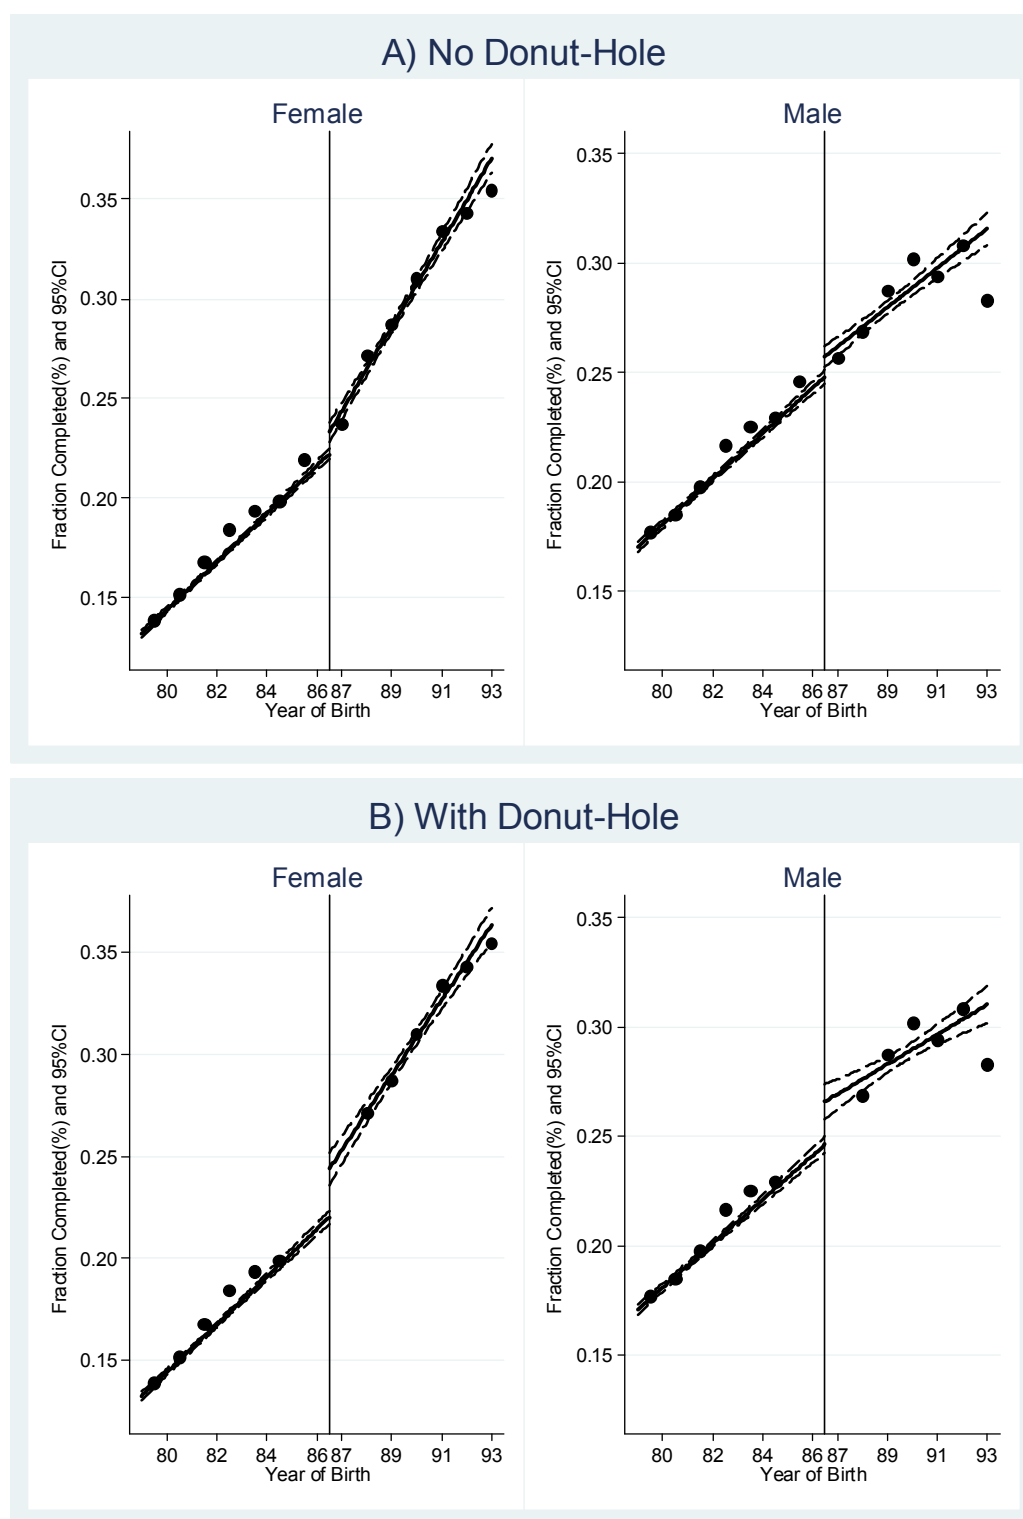 A) No Donut-Hole
Female
Fraction Completed(%) and 95%CI
0.35
0.30
0.25
0.20
0.15
80 82 84 86 87 89 91 93
Year of Birth
Male
Fraction Completed(%) and 95%CI
0.35
0.30
0.25
0.20
0.15
80 82 84 86 87 89 91 93
Year of Birth
B) With Donut-Hole
Female
Fraction Completed(%) and 95%CI
0.35
0.30
0.25
0.20
0.15
80 82 84 86 87 89 91 93
Year of Birth
Male
Fraction Completed(%) and 95%CI
0.35
0.30
0.25
0.20
0.15
80 82 84 86 87 89 91 93
Year of Birth